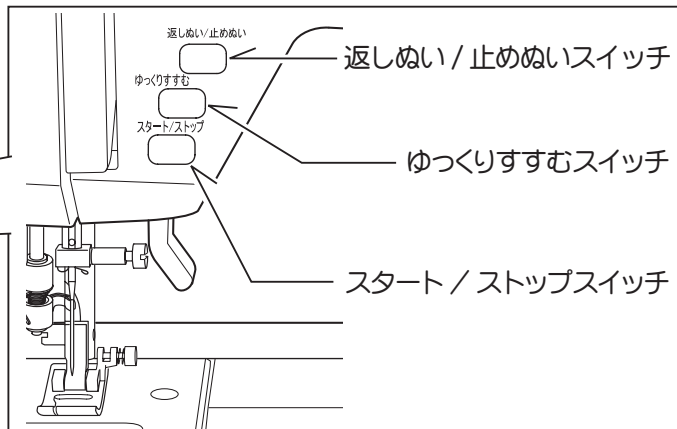 返しぬい/止めぬい
返しぬい / 止めぬいスイッチ
ゆっくりすすむ
ゆっくりすすむスイッチ
スタート/ストップ
スタート / ストップスイッチ